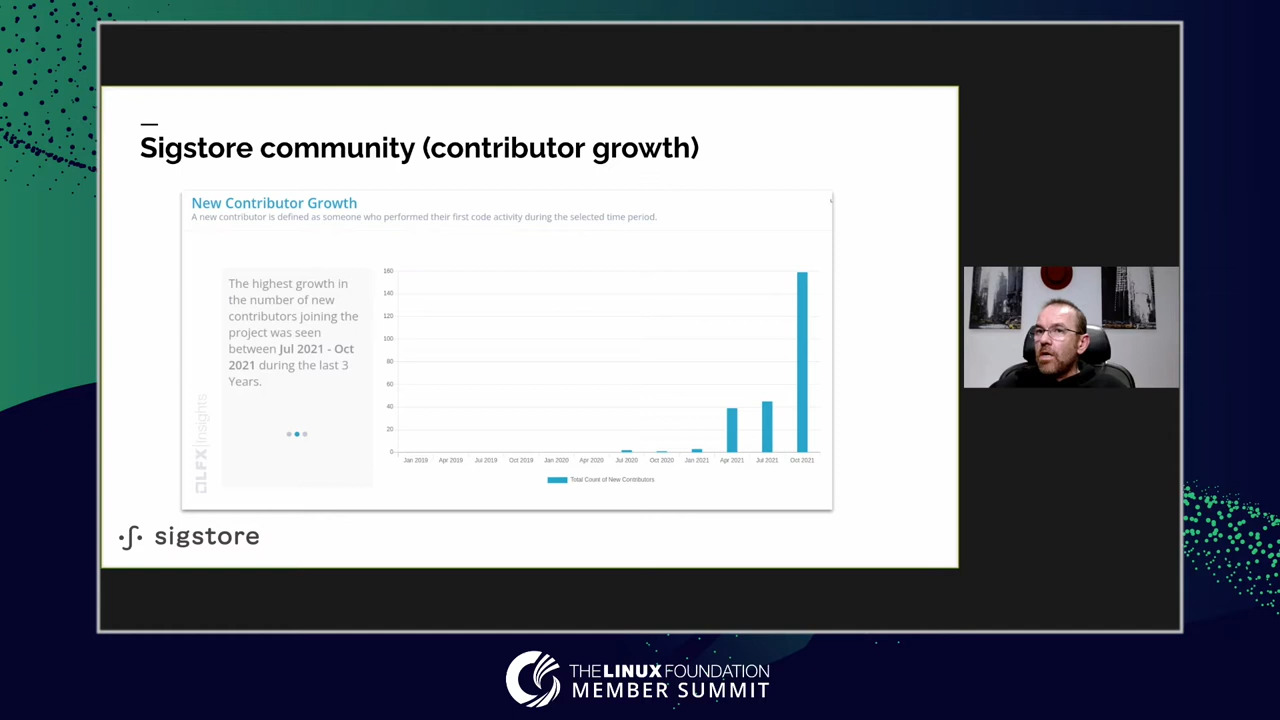 Sigstore community (contributor growth)
New Contributor Growth
A new contributor is defined as someone who performed their first code activity during the selected time period.
The highest growth in
the number of new
contributors joining the
project was seen
between Jul 2021 - Oct
2021 during the last 3
Years.
LFX Insights
160
140
120
100
80
60
40
20
0
Jan 2019 Apr 2019 Jul 2019 Oct 2019 Jan 2020 Apr 2020 Jul 2020 Oct 2020 Jan 2021 Apr 2021 Jul 2021 Oct 2021
Total Count of New Contributors
sigstore
THE LINUX FOUNDATION
MEMBER SUMMIT